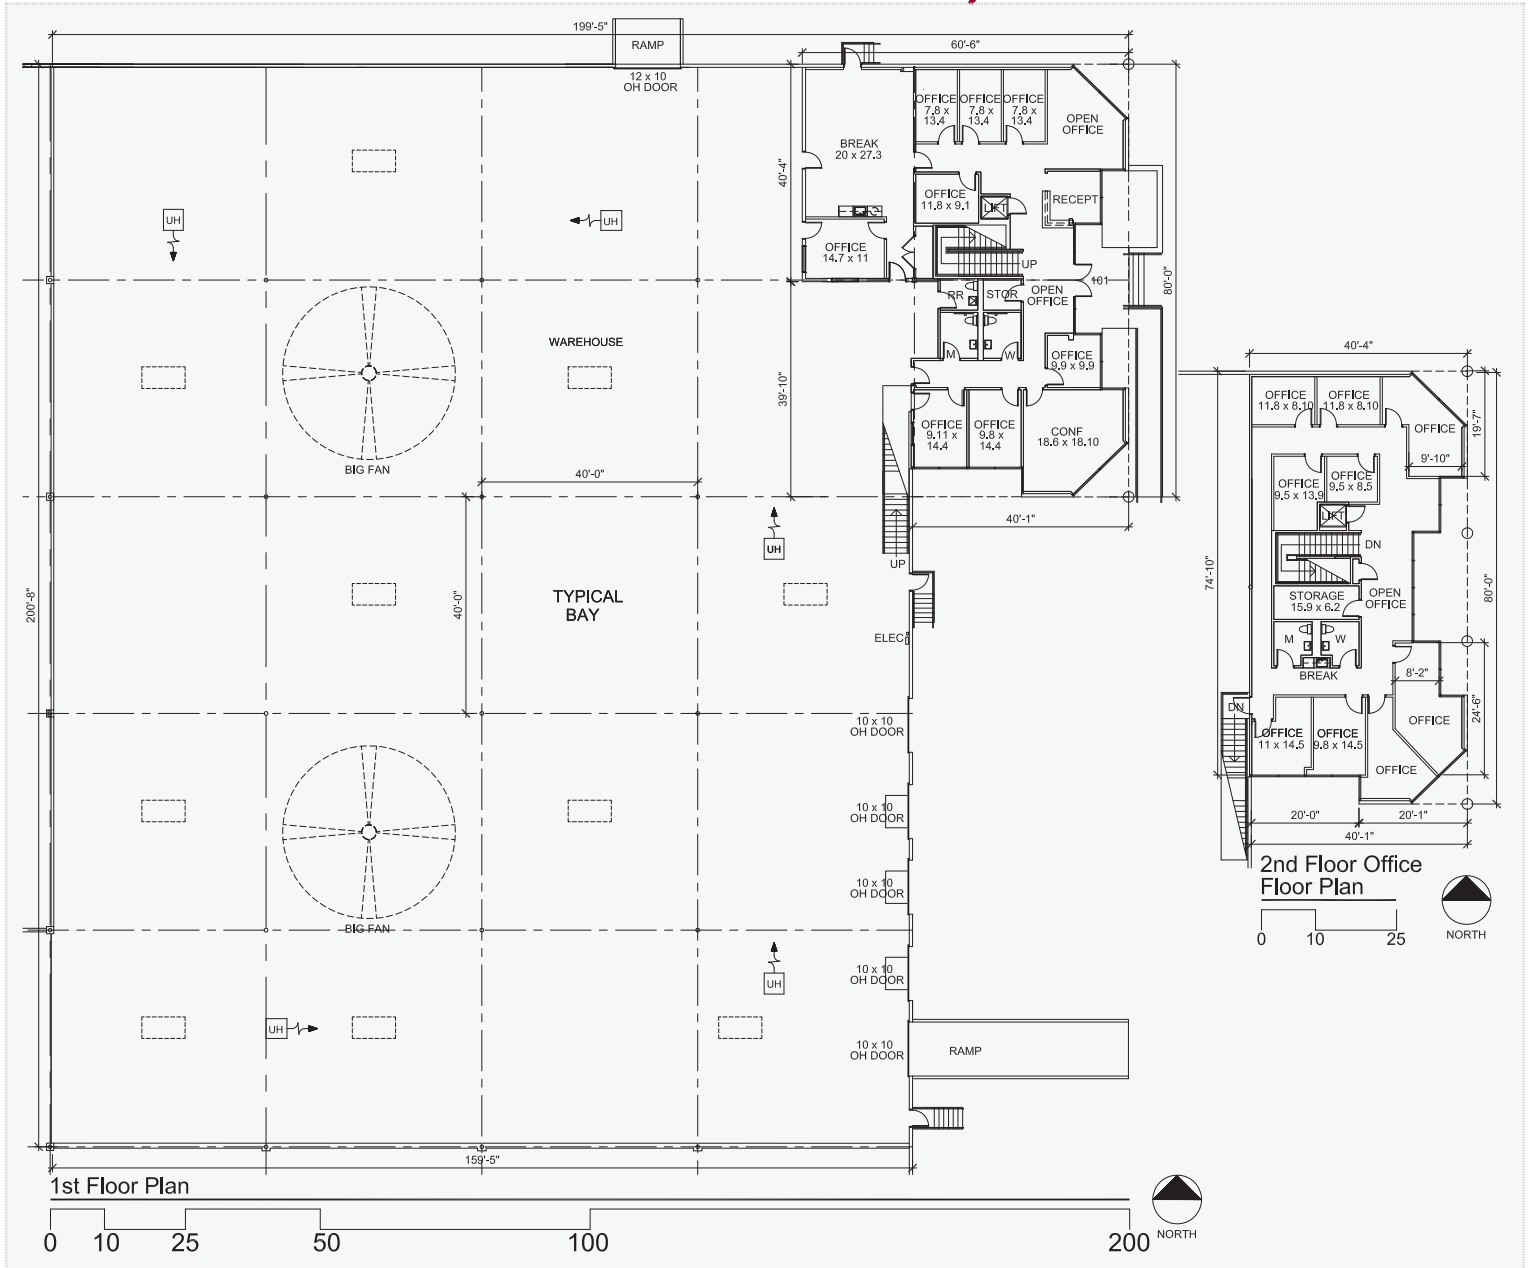 199'-5"
RAMP
60'-6"
12 x 10
OH DOOR
OFFICE
7.8 x
13.4
OFFICE
7.8 x
13.4
OFFICE
7.8 x
13.4
OPEN
OFFICE
BREAK
20 x 27.3
40'-4"
OFFICE
11.8 x 9.1
LIFT
RECEPT
UH
UH
OFFICE
14.7 x 11
UP
80'-0"
101
RR
STOR
OPEN
OFFICE
WAREHOUSE
M
W
OFFICE
9.9 x 9.9
39'-10"
OFFICE
9.11 x
14.4
OFFICE
9.8 x
14.4
CONF
18.6 x 18.10
BIG FAN
40'-0"
40'-1"
UH
UP
TYPICAL
BAY
40'-0"
200'-8"
ELEC
10 x 10
OH DOOR
10 x 10
OH DOOR
10 x 10
OH DOOR
BIG FAN
10 x 10
OH DOOR
UH
UH
10 x 10
OH DOOR
RAMP
159'-5"
1st Floor Plan
0 10 25 50 100 200
NORTH
40'-4"
OFFICE
11.8 x 8.10
OFFICE
11.8 x 8.10
OFFICE
19'-7"
9'-10"
OFFICE
9.5 x 13.9
OFFICE
9.5 x 8.5
LIFT
DN
74'-10"
80'-0"
STORAGE
15.9 x 6.2
OPEN
OFFICE
M
W
BREAK
8'-2"
24'-6"
DN
OFFICE
11 x 14.5
OFFICE
9.8 x 14.5
OFFICE
OFFICE
20'-0"
20'-1"
40'-1"
2nd Floor Office
Floor Plan
0 10 25
NORTH